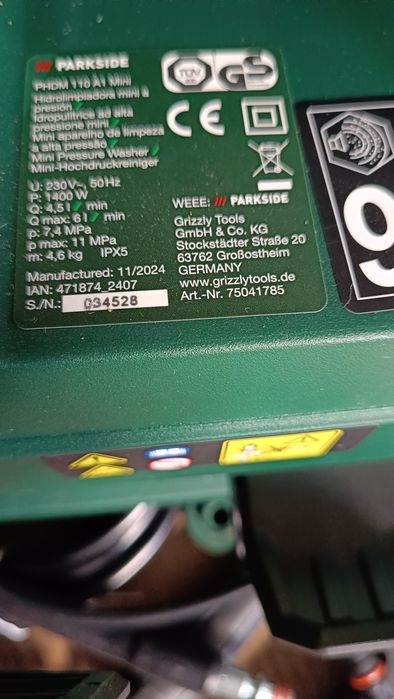 /// PARKSIDE
PHDM 110 A1 Mini
Hidrolimpiadora mini a
presión
Idropulitrice ad alta
pressione mini
Mini aparelho de limpeza
a alta pressão
Mini Pressure Washer
Mini-Hochdruckreiniger
U: 230V~, 50Hz
P: 1400 W
Q: 4,5 l / min
Q max: 6 l / min
p: 7,4 MPa
p max: 11 MPa
m: 4,6 kg IPX5
Manufactured: 11/2024
IAN: 471874_2407
S./N.: 034528
TÜV
GS
CE
WEEE: /// PARKSIDE
Grizzly Tools
GmbH & Co. KG
Stockstädter Straße 20
63762 Großostheim
GERMANY
www.grizzlytools.de
Art.-Nr. 75041785
9